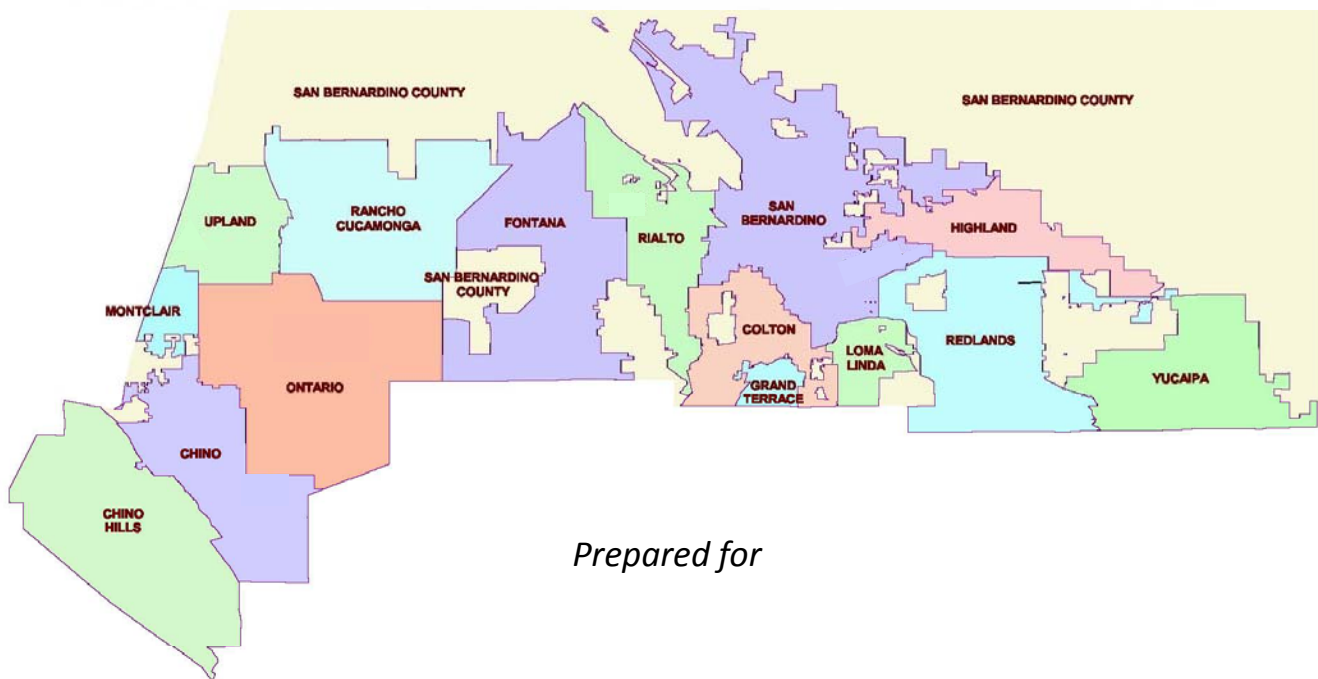 SAN BERNARDINO COUNTY
SAN BERNARDINO COUNTY
UPLAND
RANCHO
CUCAMONGA
FONTANA
RIALTO
SAN
BERNARDINO
HIGHLAND
SAN BERNARDINO
COUNTY
MONTCLAIR
COLTON
LOMA
LINDA
REDLANDS
GRAND
TERRACE
YUCAIPA
ONTARIO
CHINO
CHINO
HILLS
Prepared for